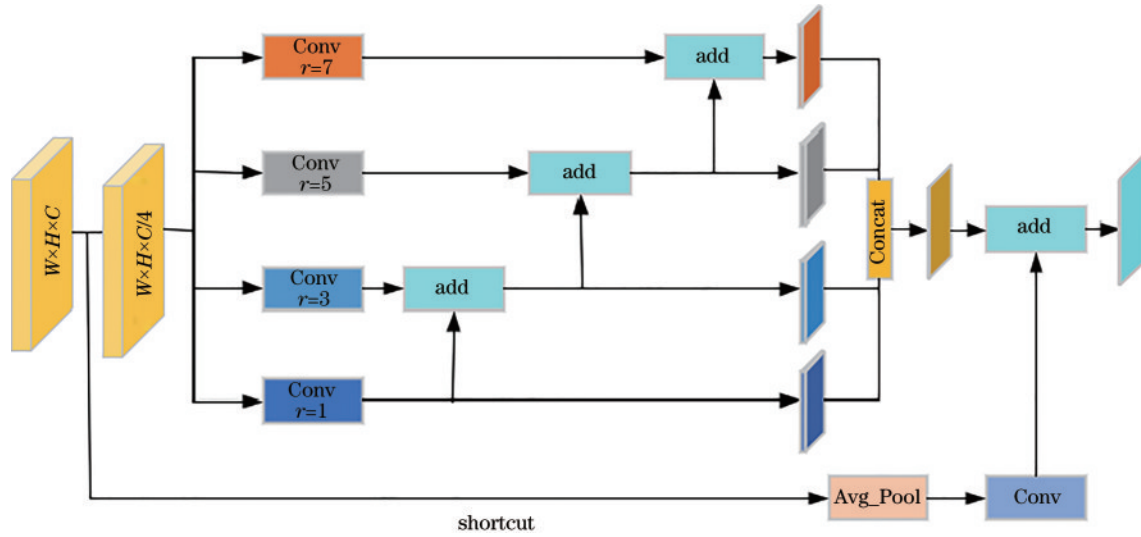 Conv
r=7
add
Conv
r=5
add
W×H×C
W×H×C/4
Concat
add
Conv
r=3
add
Conv
r=1
Avg_Pool
Conv
shortcut